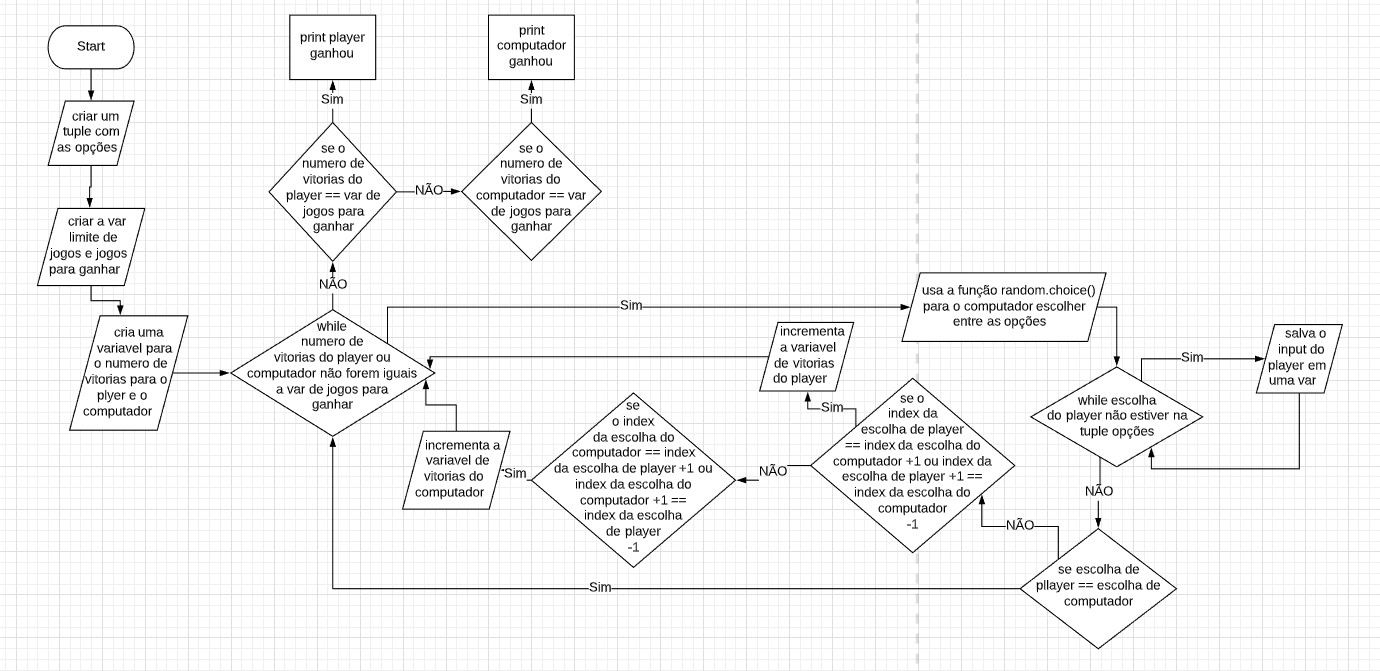 Start
criar um
tuple com
as opções
criar a var
limite de
jogos e jogos
para ganhar
cria uma
variavel para
o numero de
vitorias para o
plyer e o
computador
while
numero de
vitorias do player ou
computador não forem iguais
a var de jogos para
ganhar
NÃO
se o
numero de
vitorias do
player == var de
jogos para
ganhar
Sim
print player
ganhou
NÃO
se o
numero de
vitorias do
computador == var
de jogos para
ganhar
Sim
print
computador
ganhou
Sim
usa a função random.choice()
para o computador escolher
entre as opções
while escolha
do player não estiver na
tuple opções
Sim
salva o
input do
player em
uma var
NÃO
se escolha de
pllayer == escolha de
computador
Sim
NÃO
se o
index da
escolha de player
== index da escolha do
computador +1 ou index da
escolha de player +1 ==
index da escolha do
computador
-1
Sim
incrementa
a variavel
de vitorias
do player
NÃO
se
o index
da escolha do
computador == index
da escolha de player +1 ou
index da escolha do
computador +1 ==
index da escolha
de player
-1
Sim
incrementa a
variavel de
vitorias do
computador